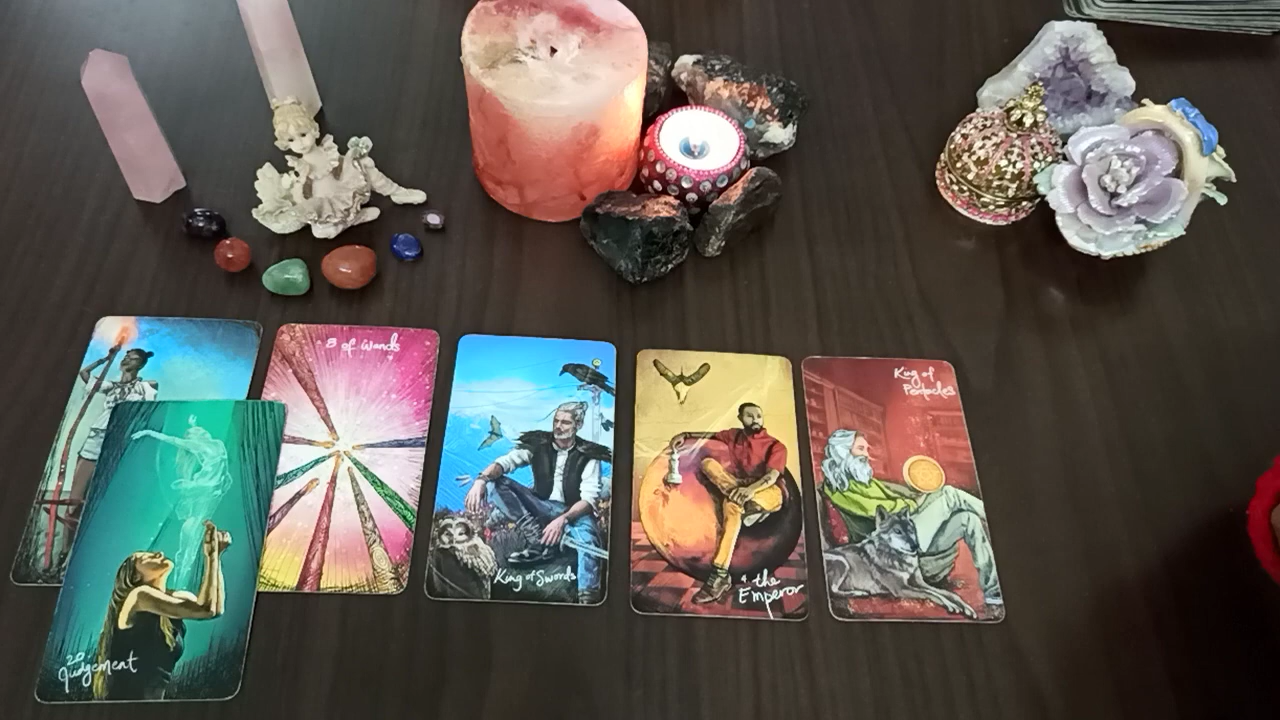 20.
Judgement
8 of Wands
King of Swords
4 the
Emperor
King of
Pentacles